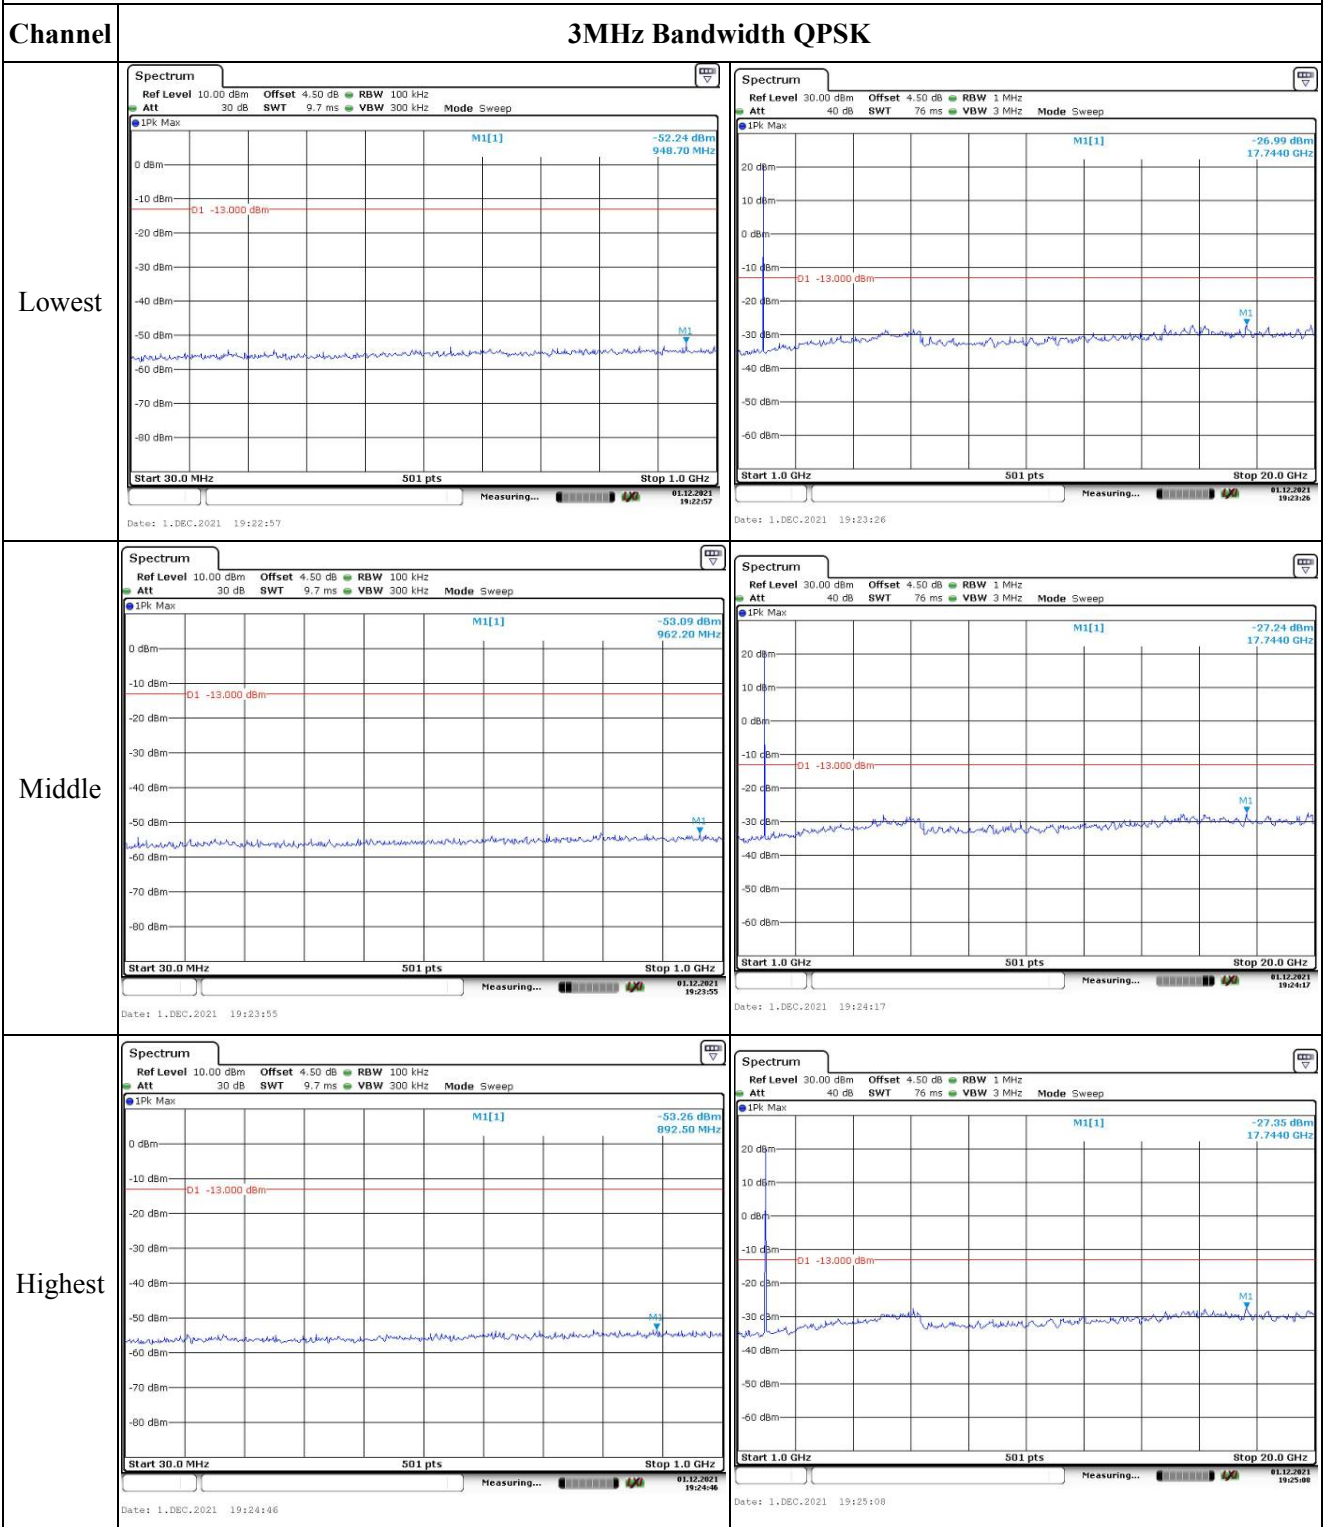 Channel
3MHz Bandwidth QPSK
Lowest
Spectrum
Ref Level 10.00 dBm Offset 4.50 dB RBW 100 kHz
Att 30 dB SWT 9.7 ms VBW 300 kHz Mode Sweep
1Pk Max
M1[1] -52.24 dBm
948.70 MHz
0 dBm
-10 dBm
D1 -13.000 dBm
-20 dBm
-30 dBm
-40 dBm
-50 dBm
M1
-60 dBm
-70 dBm
-80 dBm
Start 30.0 MHz 501 pts Stop 1.0 GHz
Measuring... 01.12.2021
19:22:57
Date: 1.DEC.2021 19:22:57
Spectrum
Ref Level 30.00 dBm Offset 4.50 dB RBW 1 MHz
Att 40 dB SWT 76 ms VBW 3 MHz Mode Sweep
1Pk Max
M1[1] -26.99 dBm
17.7440 GHz
20 dBm
10 dBm
0 dBm
-10 dBm
D1 -13.000 dBm
-20 dBm
M1
-30 dBm
-40 dBm
-50 dBm
-60 dBm
Start 1.0 GHz 501 pts Stop 20.0 GHz
Measuring... 01.12.2021
19:23:26
Date: 1.DEC.2021 19:23:26
Middle
Spectrum
Ref Level 10.00 dBm Offset 4.50 dB RBW 100 kHz
Att 30 dB SWT 9.7 ms VBW 300 kHz Mode Sweep
1Pk Max
M1[1] -53.09 dBm
962.20 MHz
0 dBm
-10 dBm
D1 -13.000 dBm
-20 dBm
-30 dBm
-40 dBm
-50 dBm
M1
-60 dBm
-70 dBm
-80 dBm
Start 30.0 MHz 501 pts Stop 1.0 GHz
Measuring... 01.12.2021
19:23:55
Date: 1.DEC.2021 19:23:55
Spectrum
Ref Level 30.00 dBm Offset 4.50 dB RBW 1 MHz
Att 40 dB SWT 76 ms VBW 3 MHz Mode Sweep
1Pk Max
M1[1] -27.24 dBm
17.7440 GHz
20 dBm
10 dBm
0 dBm
-10 dBm
D1 -13.000 dBm
-20 dBm
M1
-30 dBm
-40 dBm
-50 dBm
-60 dBm
Start 1.0 GHz 501 pts Stop 20.0 GHz
Measuring... 01.12.2021
19:24:17
Date: 1.DEC.2021 19:24:17
Highest
Spectrum
Ref Level 10.00 dBm Offset 4.50 dB RBW 100 kHz
Att 30 dB SWT 9.7 ms VBW 300 kHz Mode Sweep
1Pk Max
M1[1] -53.26 dBm
892.50 MHz
0 dBm
-10 dBm
D1 -13.000 dBm
-20 dBm
-30 dBm
-40 dBm
-50 dBm
M1
-60 dBm
-70 dBm
-80 dBm
Start 30.0 MHz 501 pts Stop 1.0 GHz
Measuring... 01.12.2021
19:24:46
Date: 1.DEC.2021 19:24:46
Spectrum
Ref Level 30.00 dBm Offset 4.50 dB RBW 1 MHz
Att 40 dB SWT 76 ms VBW 3 MHz Mode Sweep
1Pk Max
M1[1] -27.35 dBm
17.7440 GHz
20 dBm
10 dBm
0 dBm
-10 dBm
D1 -13.000 dBm
-20 dBm
M1
-30 dBm
-40 dBm
-50 dBm
-60 dBm
Start 1.0 GHz 501 pts Stop 20.0 GHz
Measuring... 01.12.2021
19:25:08
Date: 1.DEC.2021 19:25:08